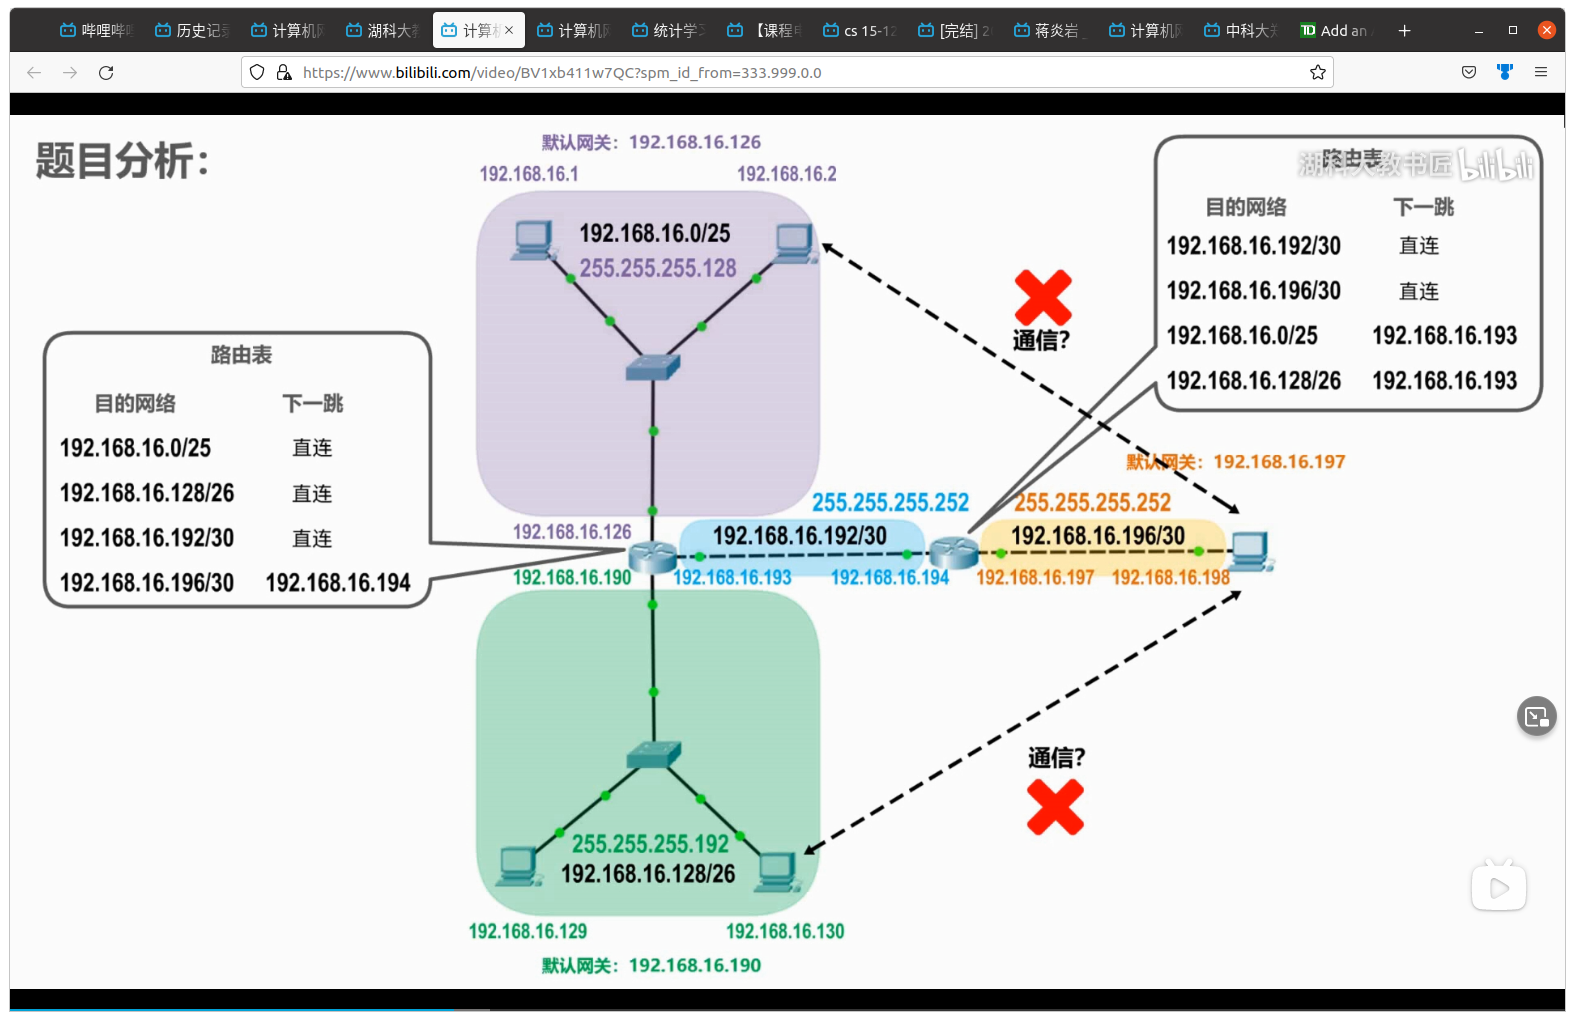 哔哩哔哩
历史记录
计算机网
湖科大教
计算机
计算机网
统计学习
【课程
cs 15-12
[完结] 2
蒋炎岩
计算机网
中科大
Add an
https://www.bilibili.com/video/BV1xb411w7QC?spm_id_from=333.999.0.0
题目分析:
默认网关: 192.168.16.126
192.168.16.1
192.168.16.2
192.168.16.0/25
255.255.255.128
湖科大教书匠 bilibili
路由表
目的网络 下一跳
192.168.16.192/30 直连
192.168.16.196/30 直连
192.168.16.0/25 192.168.16.193
192.168.16.128/26 192.168.16.193
通信?
路由表
目的网络 下一跳
192.168.16.0/25 直连
192.168.16.128/26 直连
192.168.16.192/30 直连
192.168.16.196/30 192.168.16.194
默认网关: 192.168.16.197
255.255.255.252
255.255.255.252
192.168.16.126
192.168.16.192/30
192.168.16.196/30
192.168.16.190
192.168.16.193
192.168.16.194
192.168.16.197
192.168.16.198
通信?
255.255.255.192
192.168.16.128/26
192.168.16.129
192.168.16.130
默认网关: 192.168.16.190